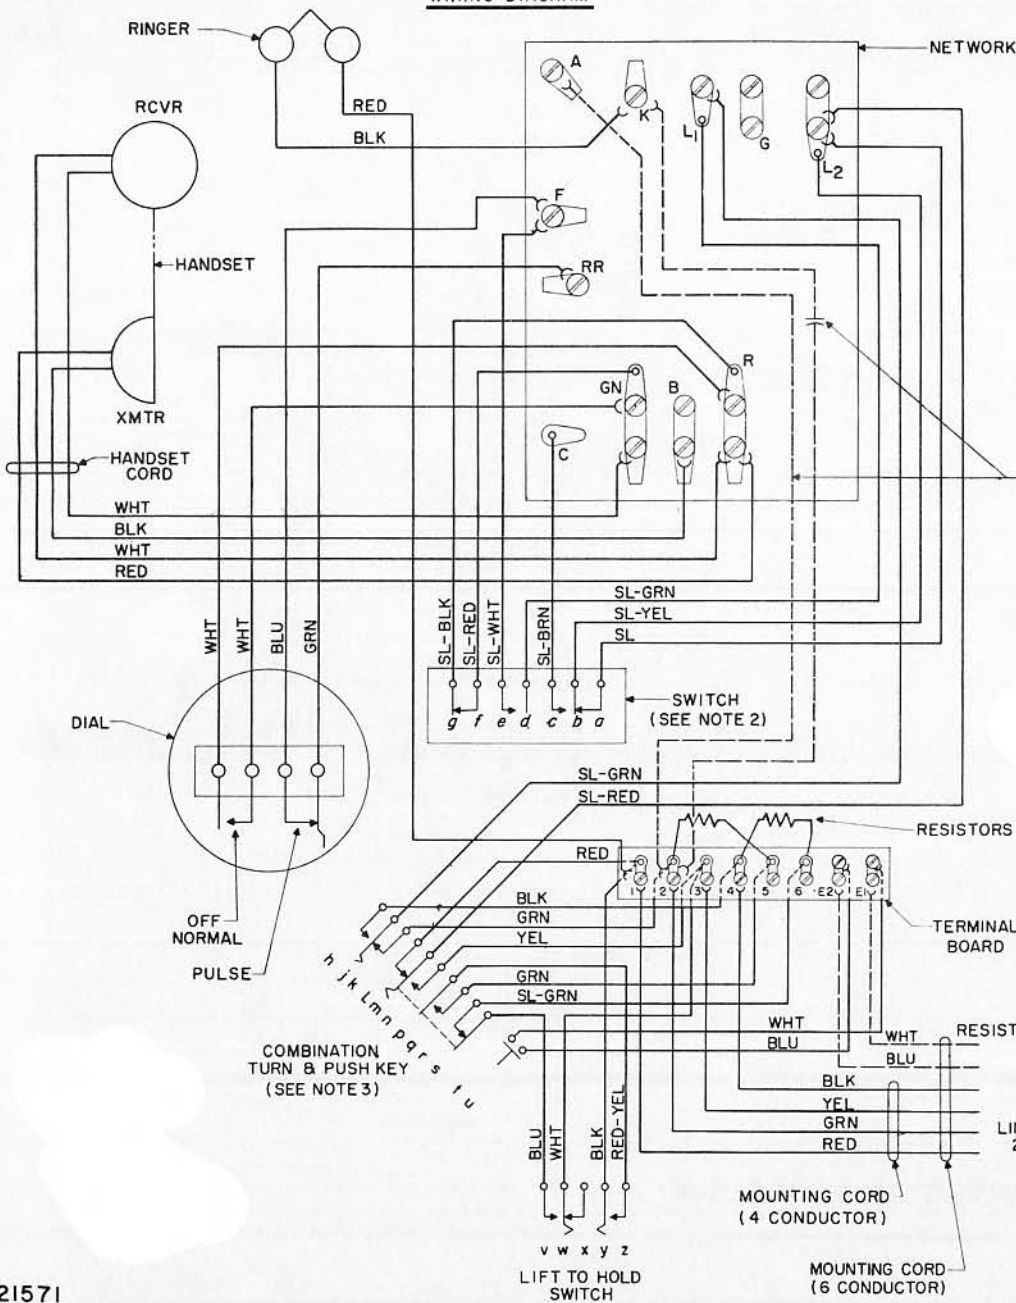 WIRING DIAGRAM
RINGER
NETWORK
A
RCVR
RED
K
BLK
L1
G
L2
F
HANDSET
RR
R
GN
B
XMTR
C
HANDSET
CORD
WHT
BLK
WHT
RED
SL-GRN
SL-YEL
SL
WHT
WHT
BLU
GRN
SL-BLK
SL-RED
SL-WHT
SL-BRN
SWITCH
(SEE NOTE 2)
g f e d c b a
DIAL
SL-GRN
SL-RED
RESISTORS
RED
1 2 3 4 5 6 E2 E1
BLK
GRN
YEL
OFF
NORMAL
TERMINAL
BOARD
PULSE
GRN
SL-GRN
h j k L m n p q r s t u
WHT
BLU
WHT
RESIST
BLU
COMBINATION
TURN & PUSH KEY
(SEE NOTE 3)
BLK
YEL
GRN
RED
BLU
WHT
BLK
RED-YEL
MOUNTING CORD
(4 CONDUCTOR)
v w x y z
LIFT TO HOLD
SWITCH
MOUNTING CORD
(6 CONDUCTOR)
21571